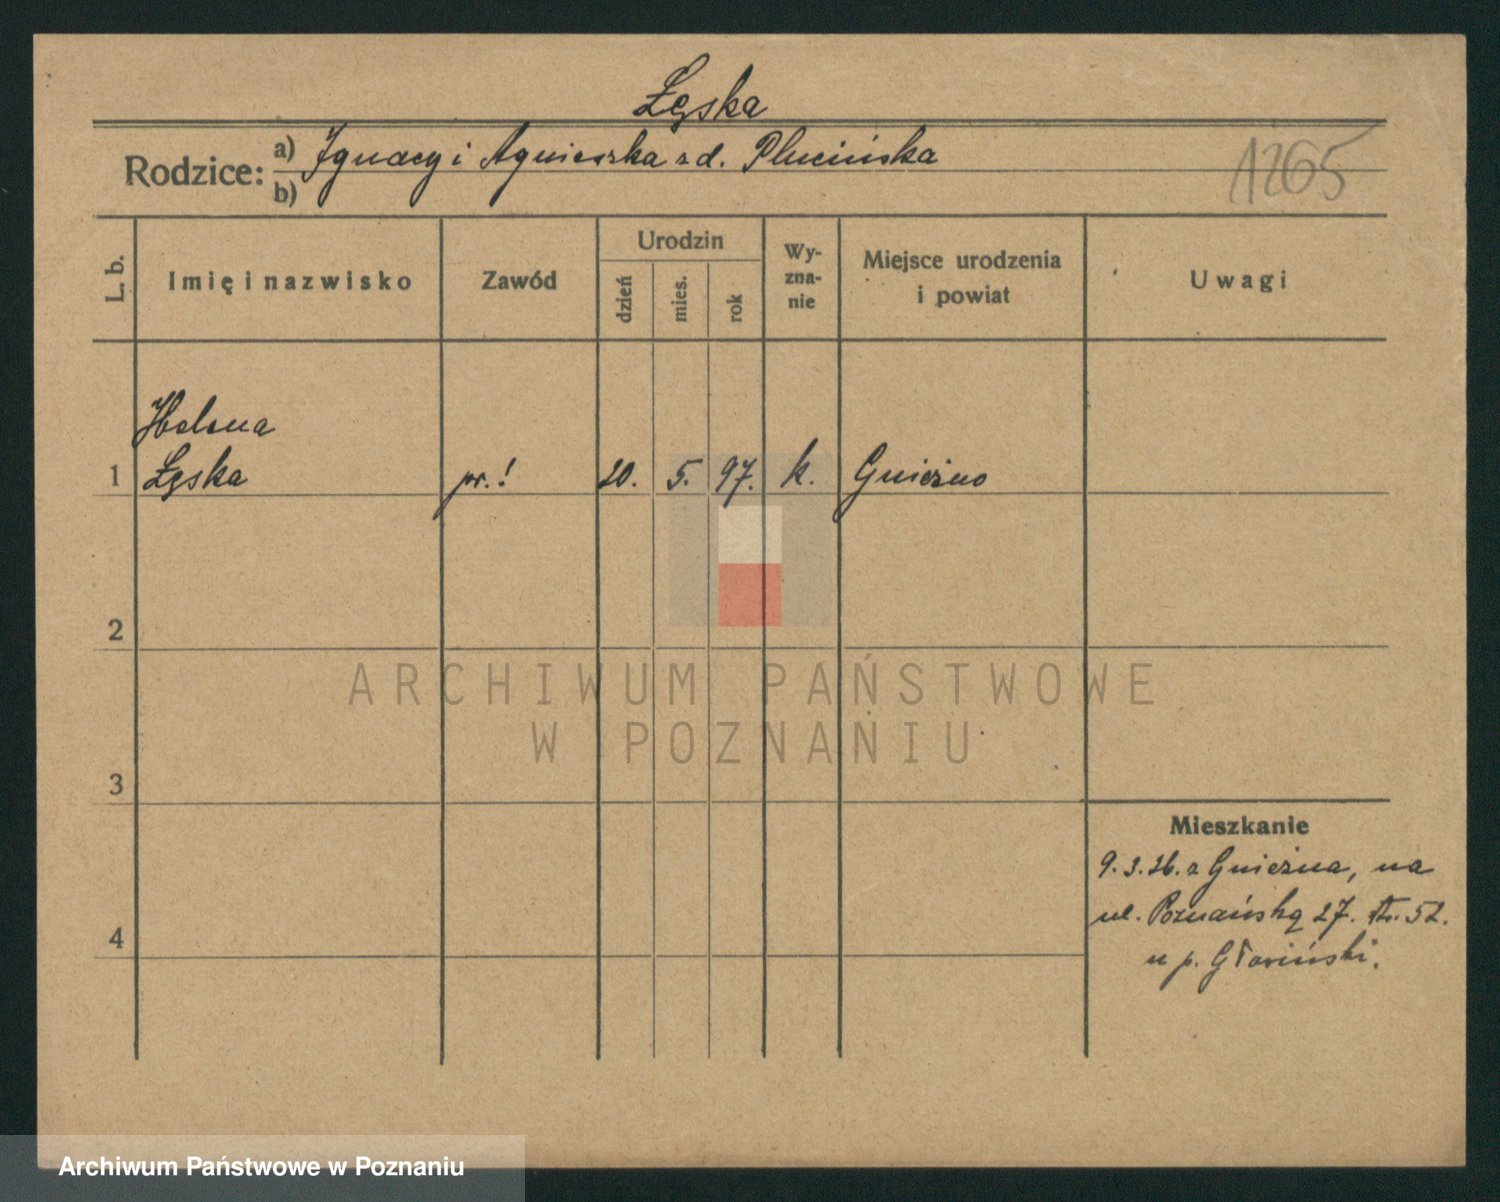 Łęska
Rodzice: a) Ignacy i Agnieszka z d. Plucińska
b)
1265
L. b.
Imię i nazwisko
Zawód
Urodzin
dzień
mies.
rok
Wy-
zna-
nie
Miejsce urodzenia
i powiat
Uwagi
Helena
1 Łęska pr.! 20. 5. 97. k. Gniezno
2
3
4
Mieszkanie
9.3.26. z Gniezna, na
ul. Poznańską 27. 52.
u p.
ARCHIWUM PAŃSTWOWE
W POZNANIU
Archiwum Państwowe w Poznaniu